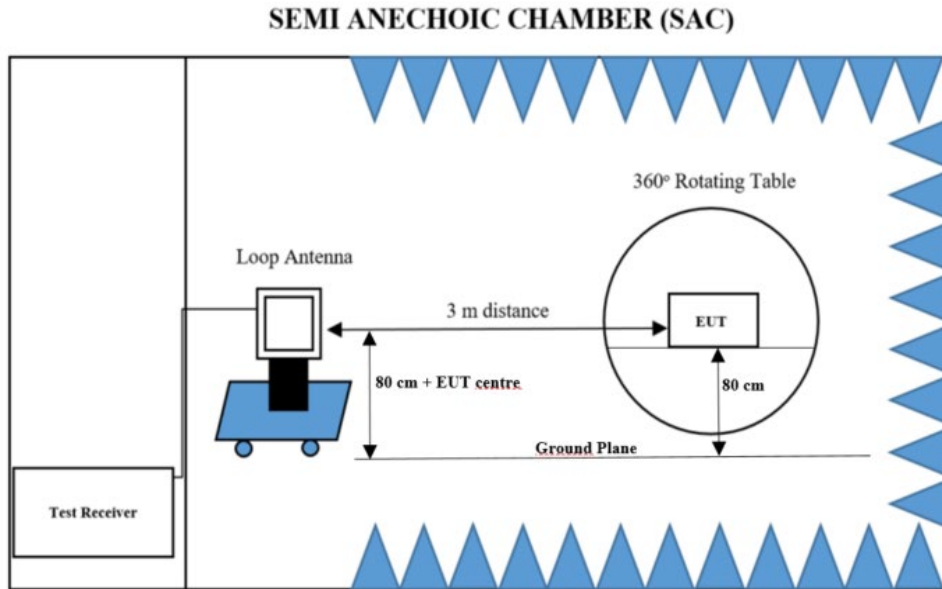 SEMI ANECHOIC CHAMBER (SAC)
360° Rotating Table
Loop Antenna
3 m distance
EUT
80 cm + EUT centre
80 cm
Ground Plane
Test Receiver